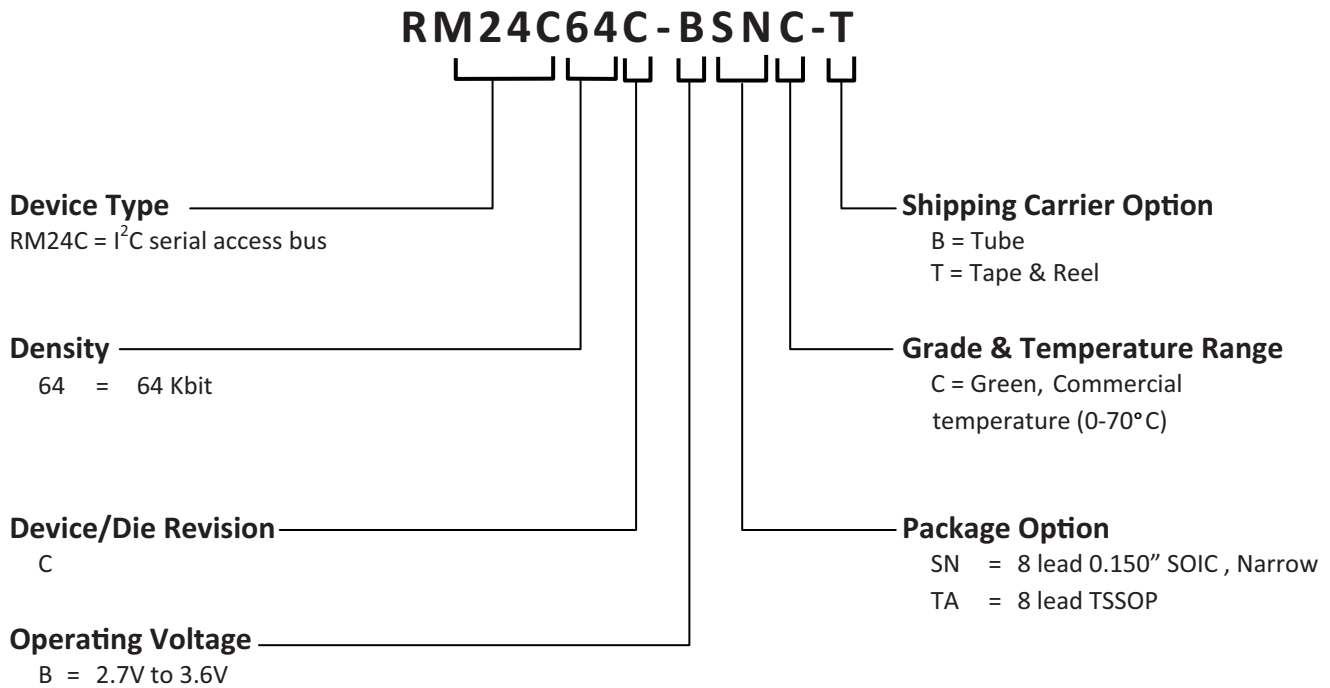 RM24C64C-BSNC-T
Device Type
RM24C = I²C serial access bus
Density
64 = 64 Kbit
Device/Die Revision
C
Operating Voltage
B = 2.7V to 3.6V
Shipping Carrier Option
B = Tube
T = Tape & Reel
Grade & Temperature Range
C = Green, Commercial
temperature (0-70°C)
Package Option
SN = 8 lead 0.150” SOIC , Narrow
TA = 8 lead TSSOP